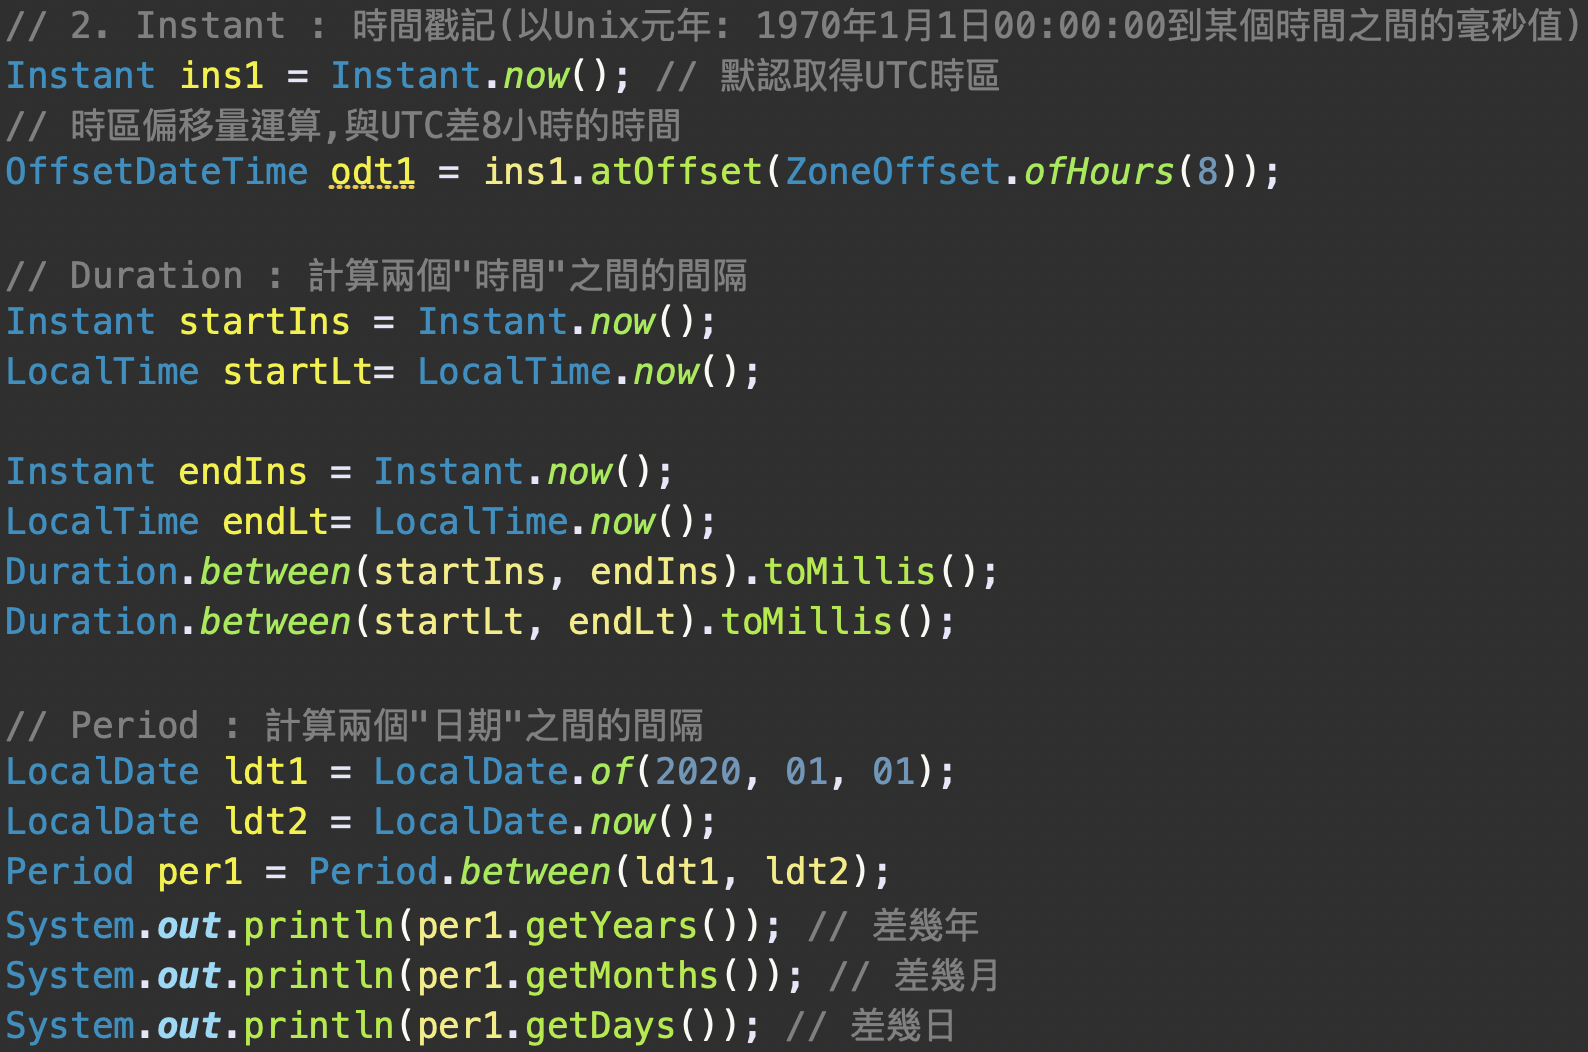 // 2. Instant : 時間戳記(以Unix元年: 1970年1月1日00:00:00到某個時間之間的毫秒值)
Instant ins1 = Instant.now(); // 默認取得UTC時區
// 時區偏移量運算,與UTC差8小時的時間
OffsetDateTime odt1 = ins1.atOffset(ZoneOffset.ofHours(8));
// Duration : 計算兩個"時間"之間的間隔
Instant startIns = Instant.now();
LocalTime startLt= LocalTime.now();
Instant endIns = Instant.now();
LocalTime endLt= LocalTime.now();
Duration.between(startIns, endIns).toMillis();
Duration.between(startLt, endLt).toMillis();
// Period : 計算兩個"日期"之間的間隔
LocalDate ldt1 = LocalDate.of(2020, 01, 01);
LocalDate ldt2 = LocalDate.now();
Period per1 = Period.between(ldt1, ldt2);
System.out.println(per1.getYears()); // 差幾年
System.out.println(per1.getMonths()); // 差幾月
System.out.println(per1.getDays()); // 差幾日